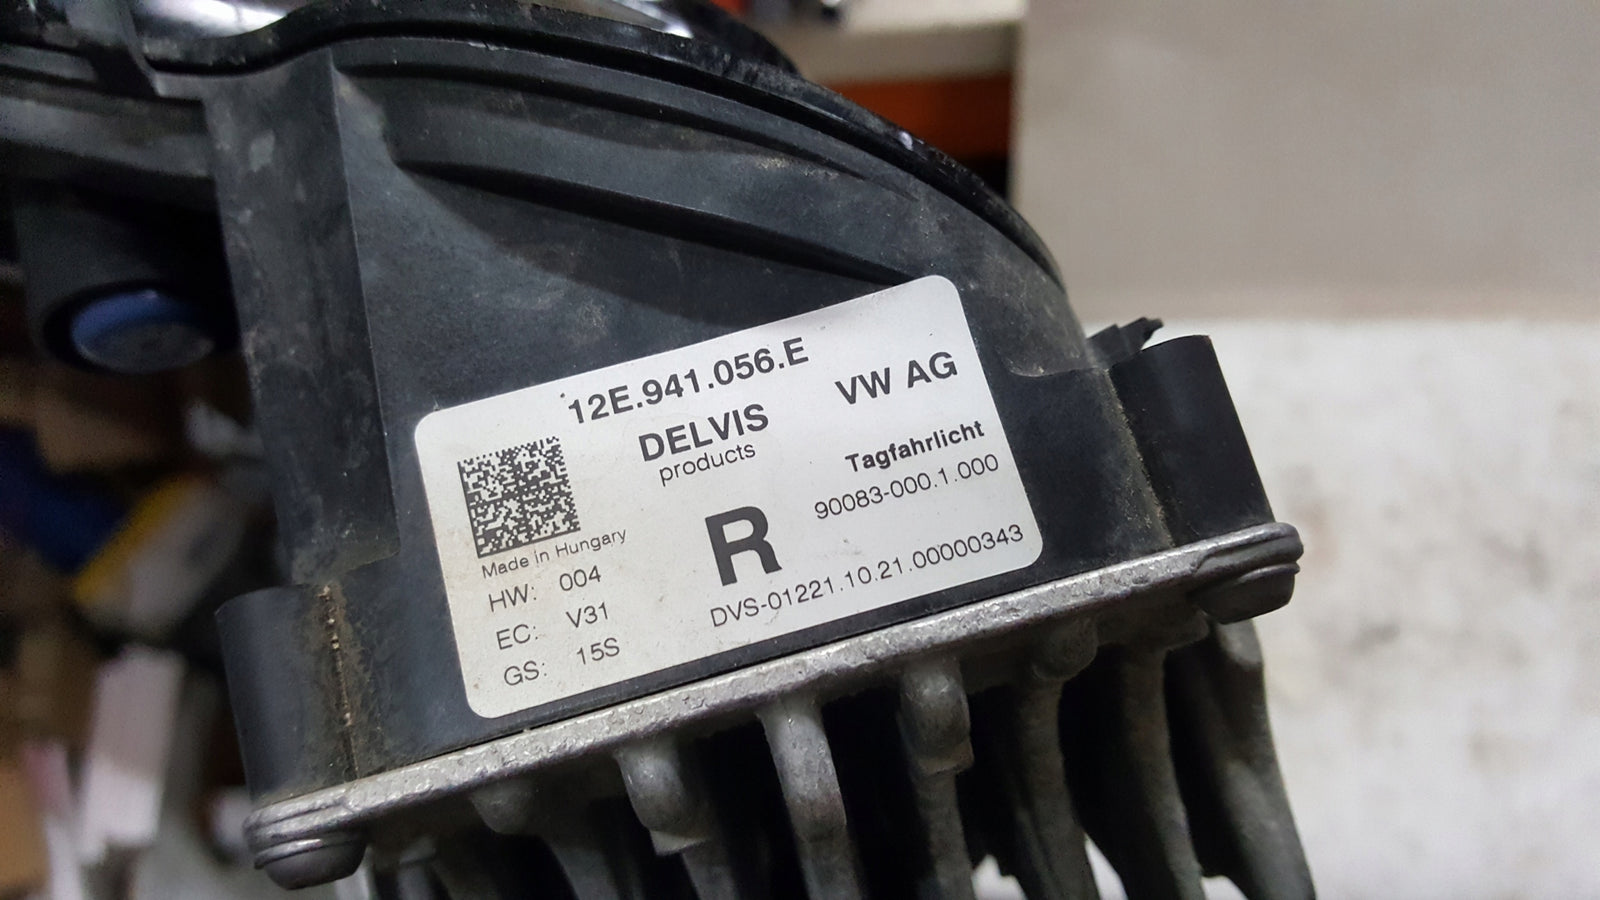 12E.941.056.E
DELVIS
products
VW AG
Tagfahrlicht
90083-000.1.000
R
Made in Hungary
HW: 004
EC: V31
GS: 15S
DVS-01221.10.21.00000343